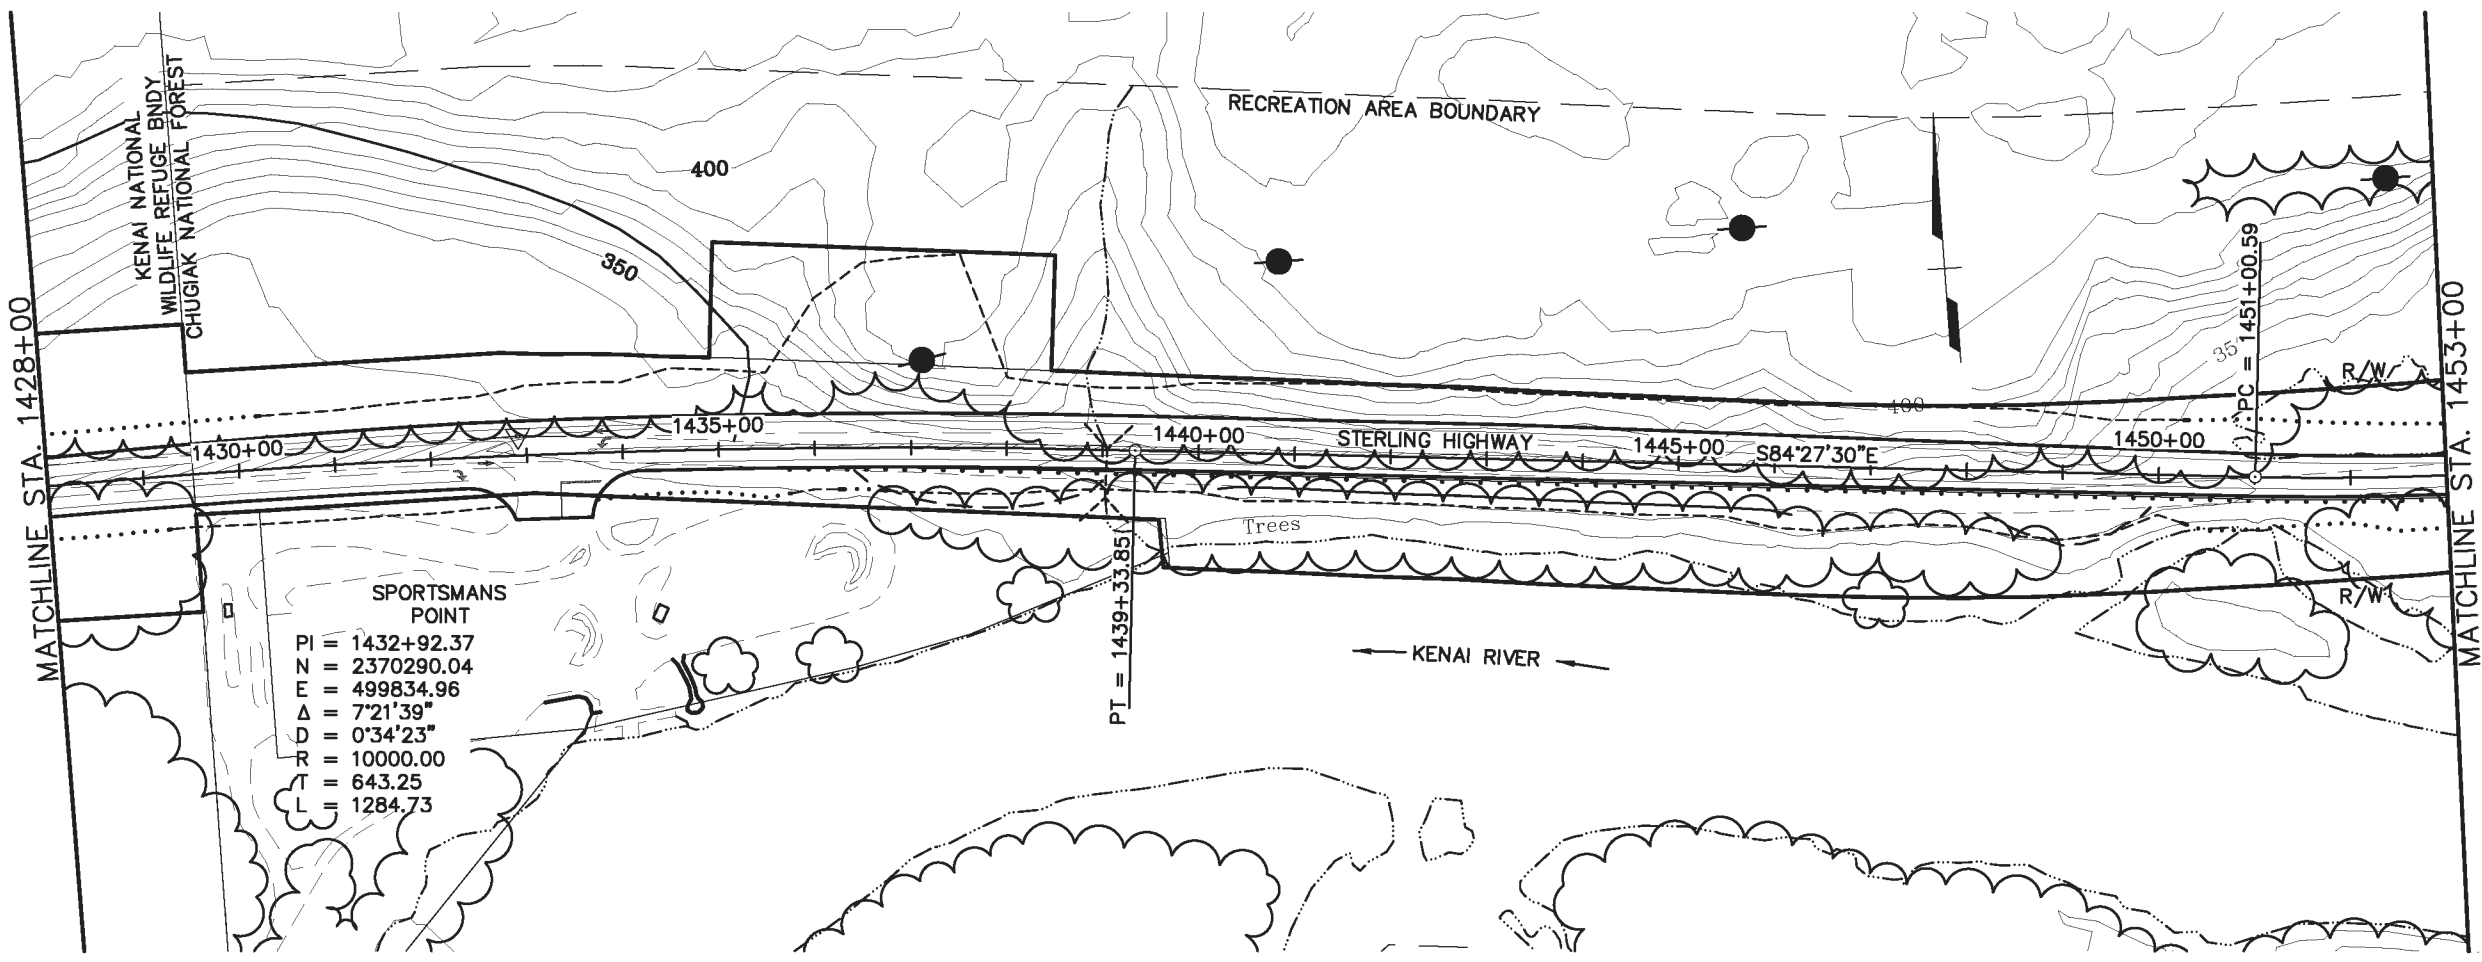 MATCHLINE STA. 1428+00
KENAI NATIONAL
WILDLIFE REFUGE BNDY
CHUGIAK NATIONAL FOREST
RECREATION AREA BOUNDARY
400
350
1430+00
1435+00
1440+00
STERLING HIGHWAY
1445+00
S84°27'30"E
1450+00
400
35
PC = 1451+00.59
R/W
MATCHLINE STA. 1453+00
Trees
PT = 1439+33.85
R/W
KENAI RIVER
SPORTSMANS
POINT
PI = 1432+92.37
N = 2370290.04
E = 499834.96
Δ = 7°21'39"
D = 0°34'23"
R = 10000.00
T = 643.25
L = 1284.73